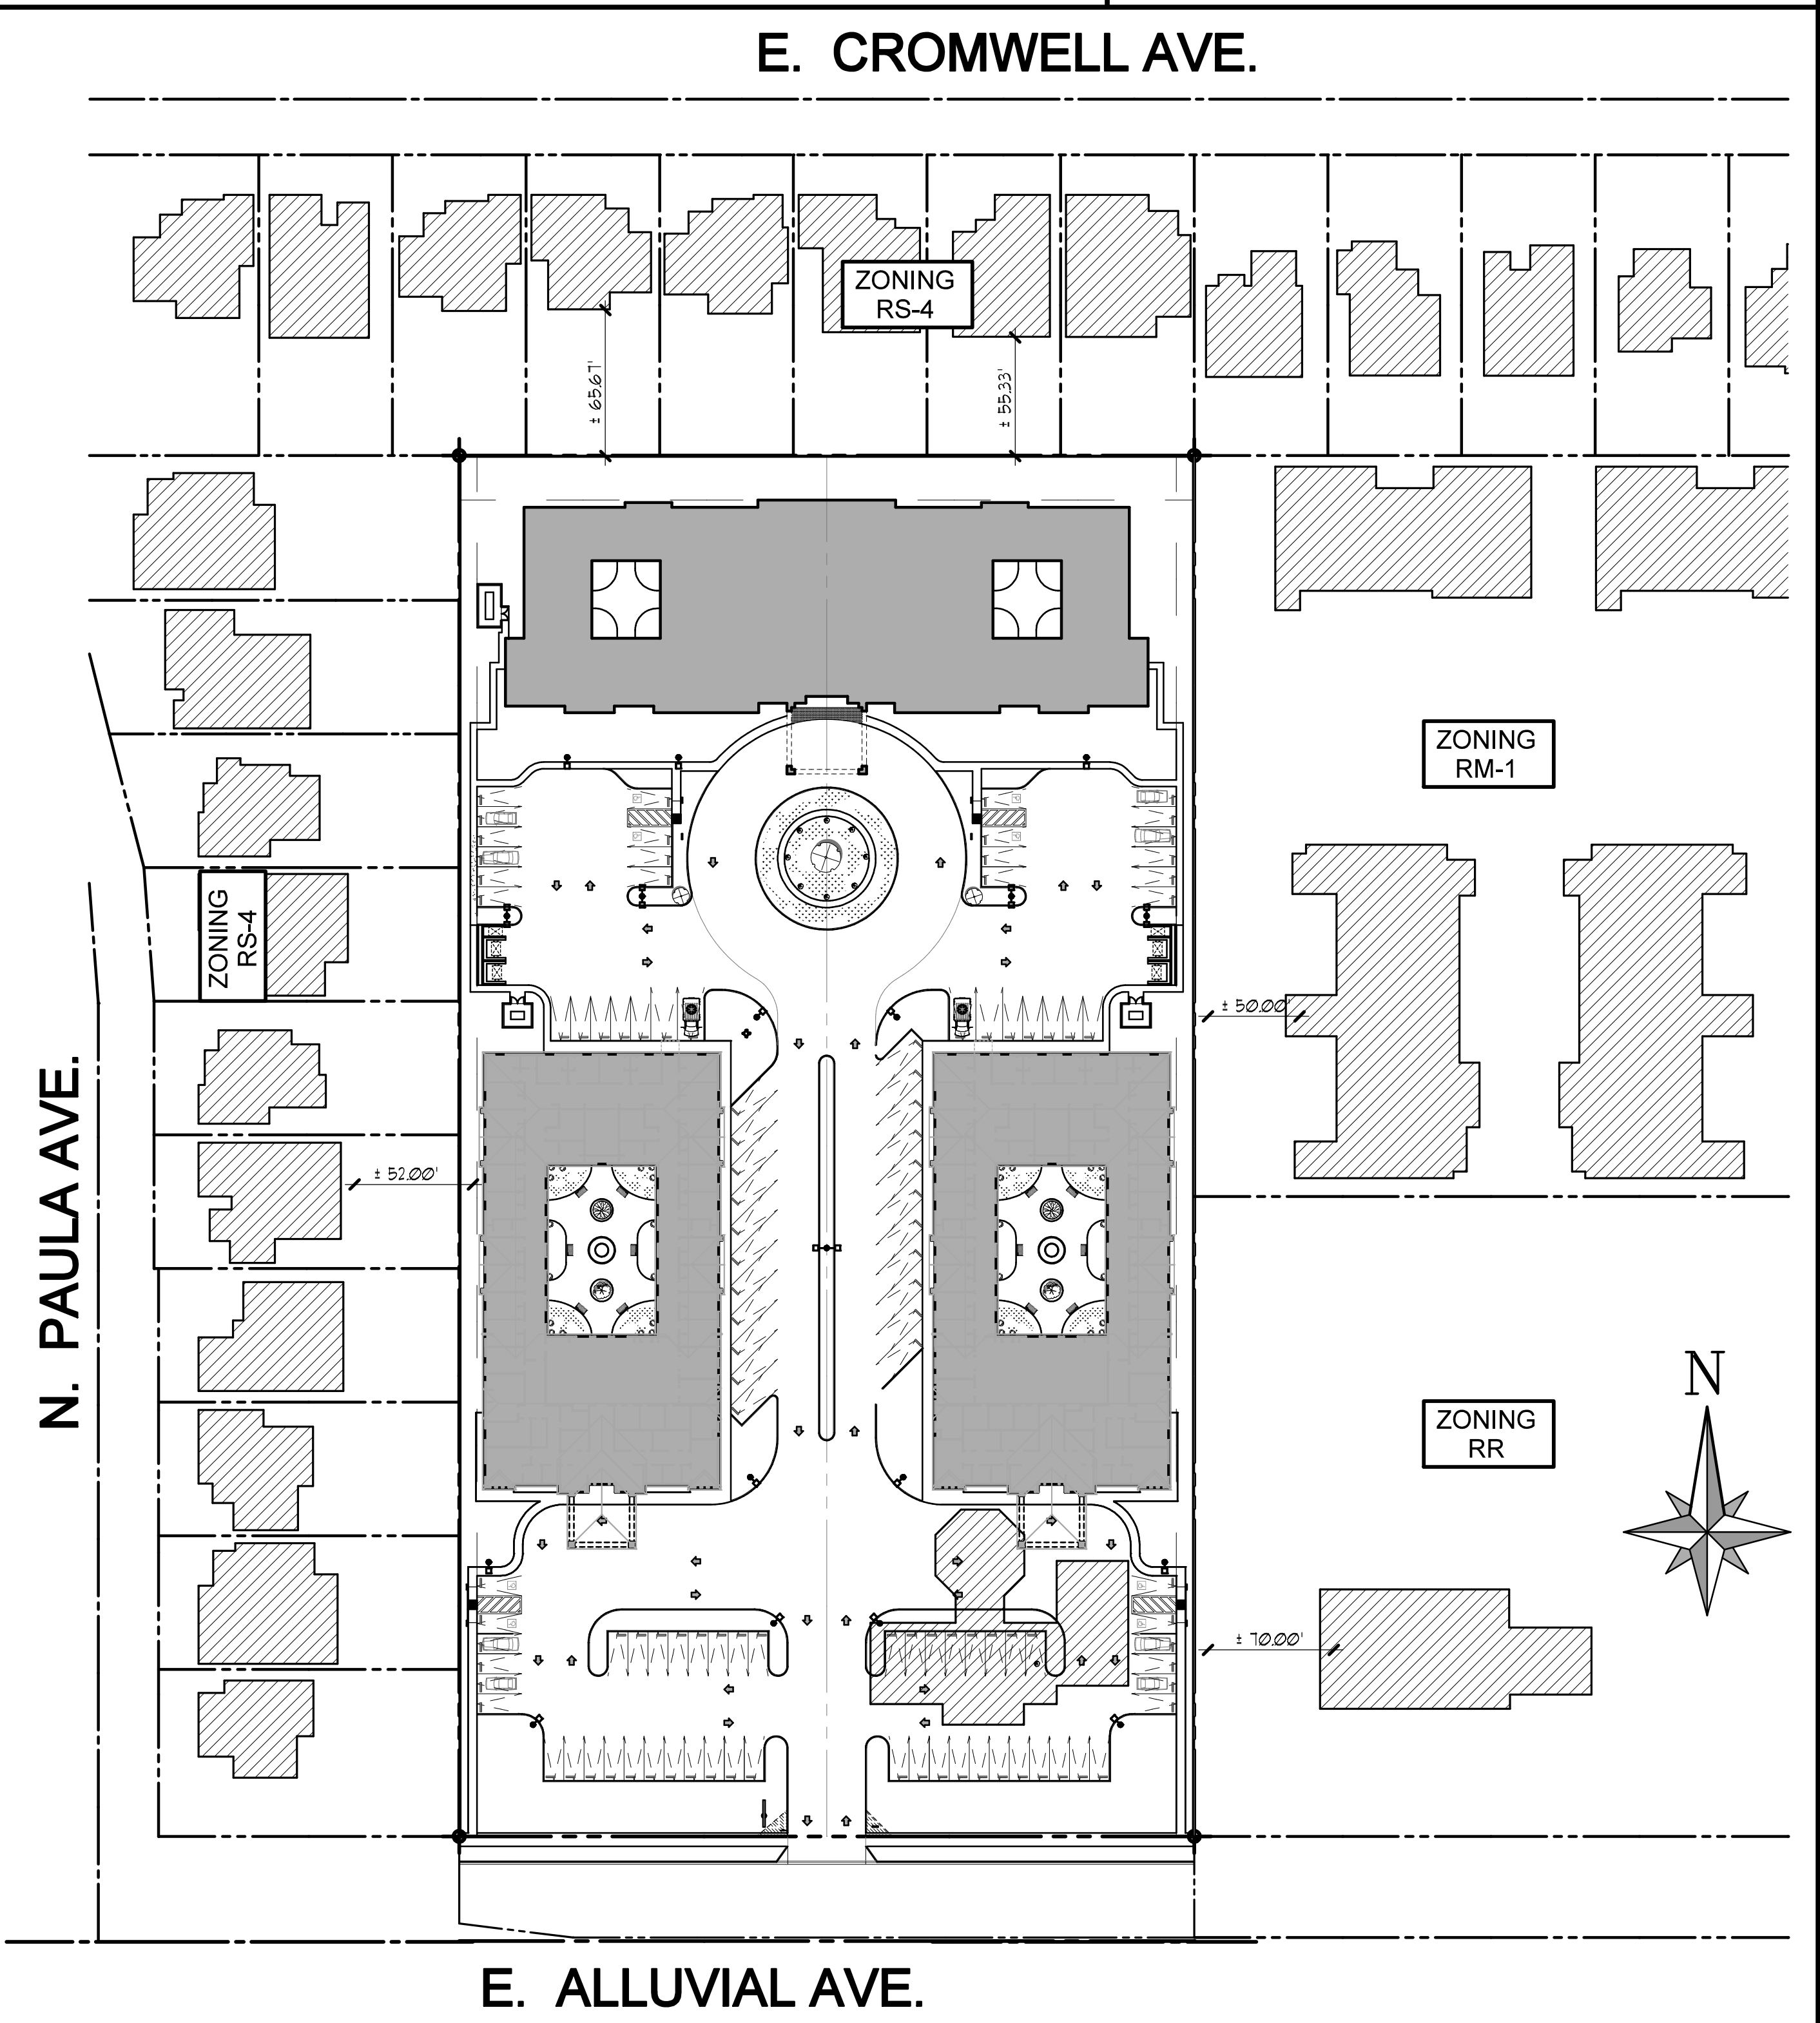 E. CROMWELL AVE.
ZONING
RS-4
± 65.67'
± 55.33'
ZONING
RM-1
ZONING
RS-4
± 50.00'
N. PAULA AVE.
± 52.00'
N
ZONING
RR
± 70.00'
E. ALLUVIAL AVE.